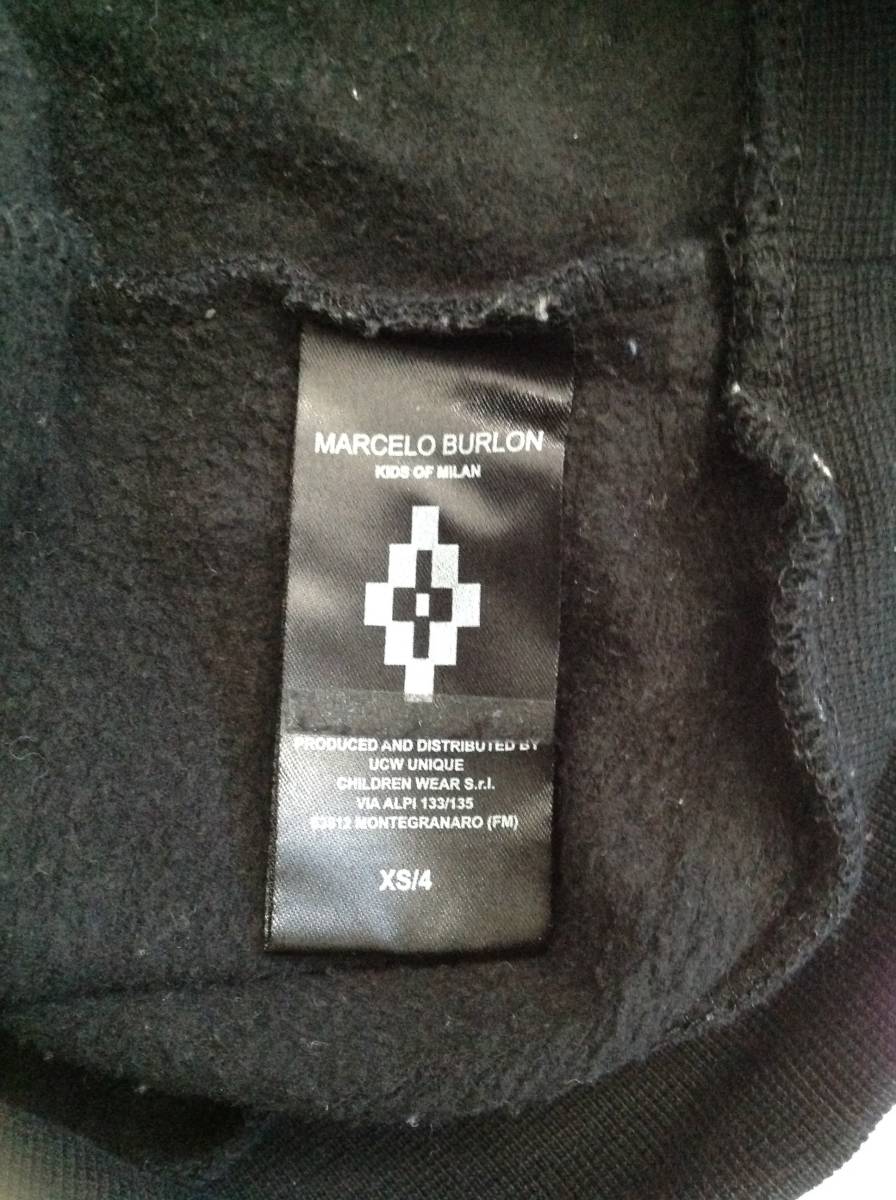 MARCELO BURLON
KIDS OF MILAN
PRODUCED AND DISTRIBUTED BY
UCW UNIQUE
CHILDREN WEAR S.r.l.
VIA ALPI 133/135
MONTEGRANARO (FM)
XS/4